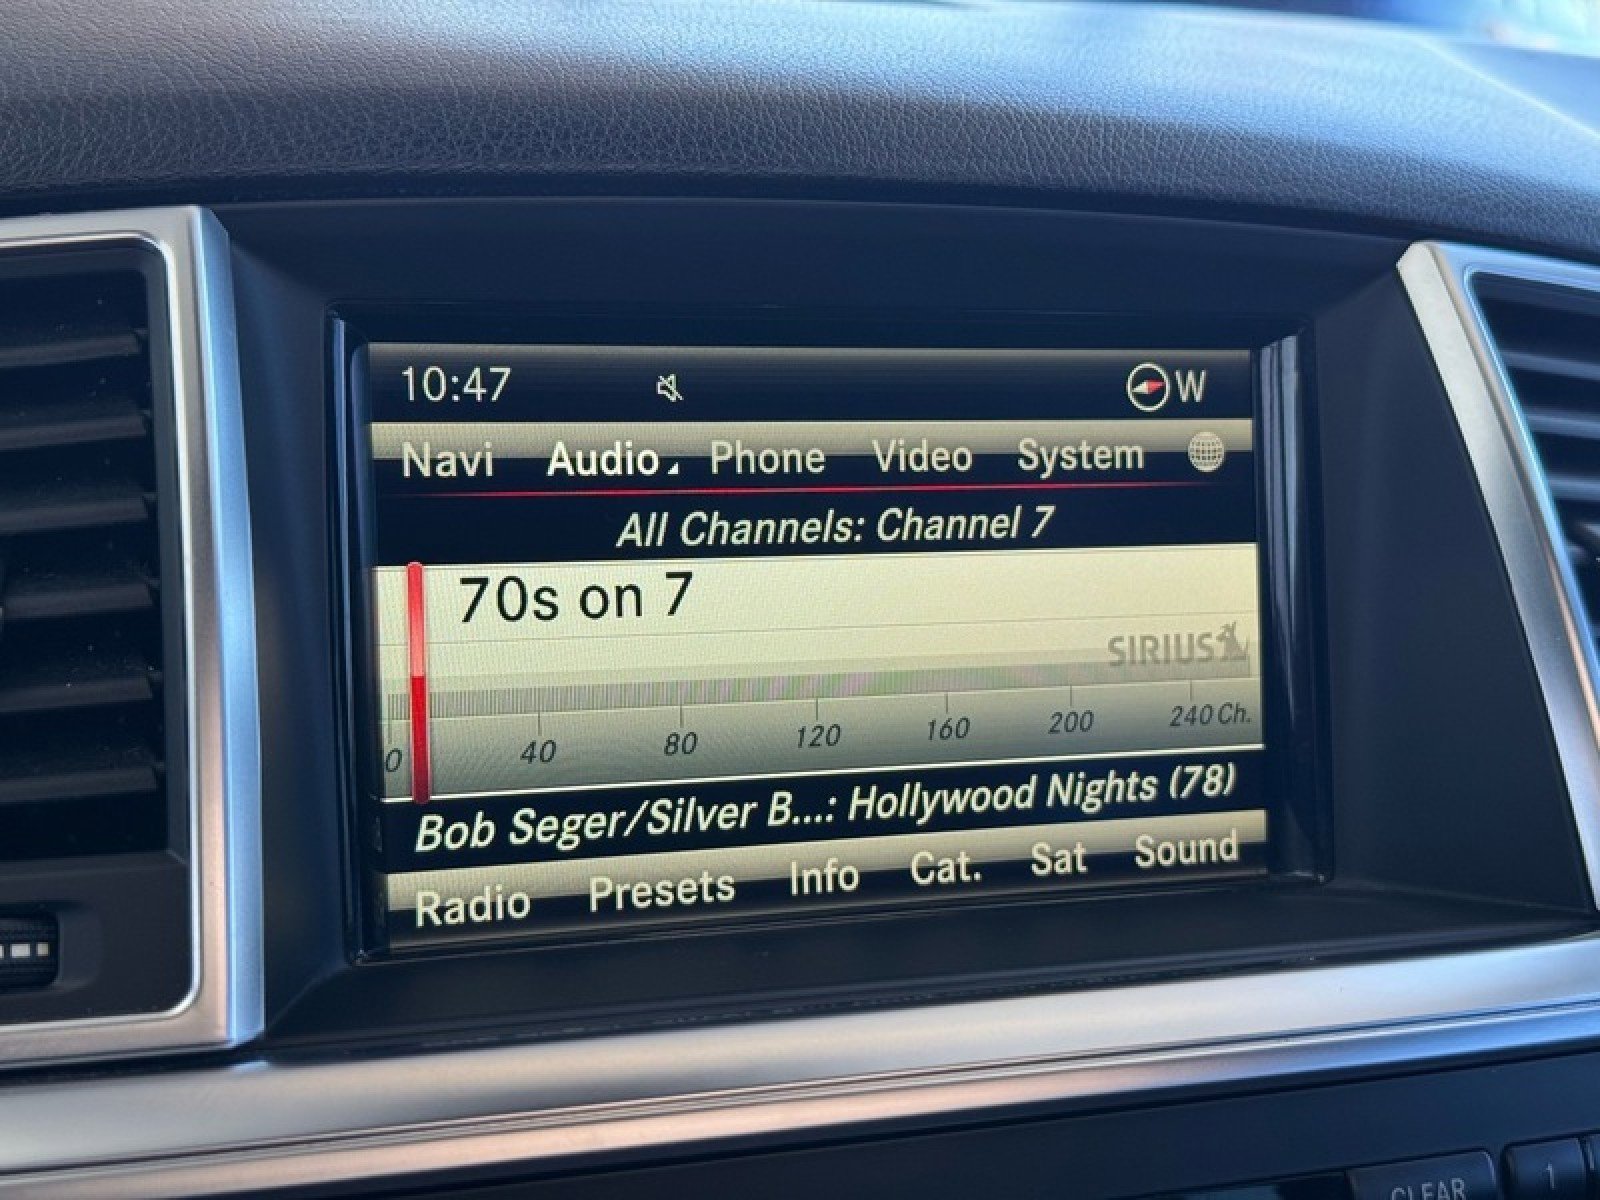 10:47 W
Navi Audio Phone Video System
All Channels: Channel 7
70s on 7
SIRIUS
0 40 80 120 160 200 240 Ch.
Bob Seger/Silver B...: Hollywood Nights (78)
Radio Presets Info Cat. Sat Sound
CLEAR 1